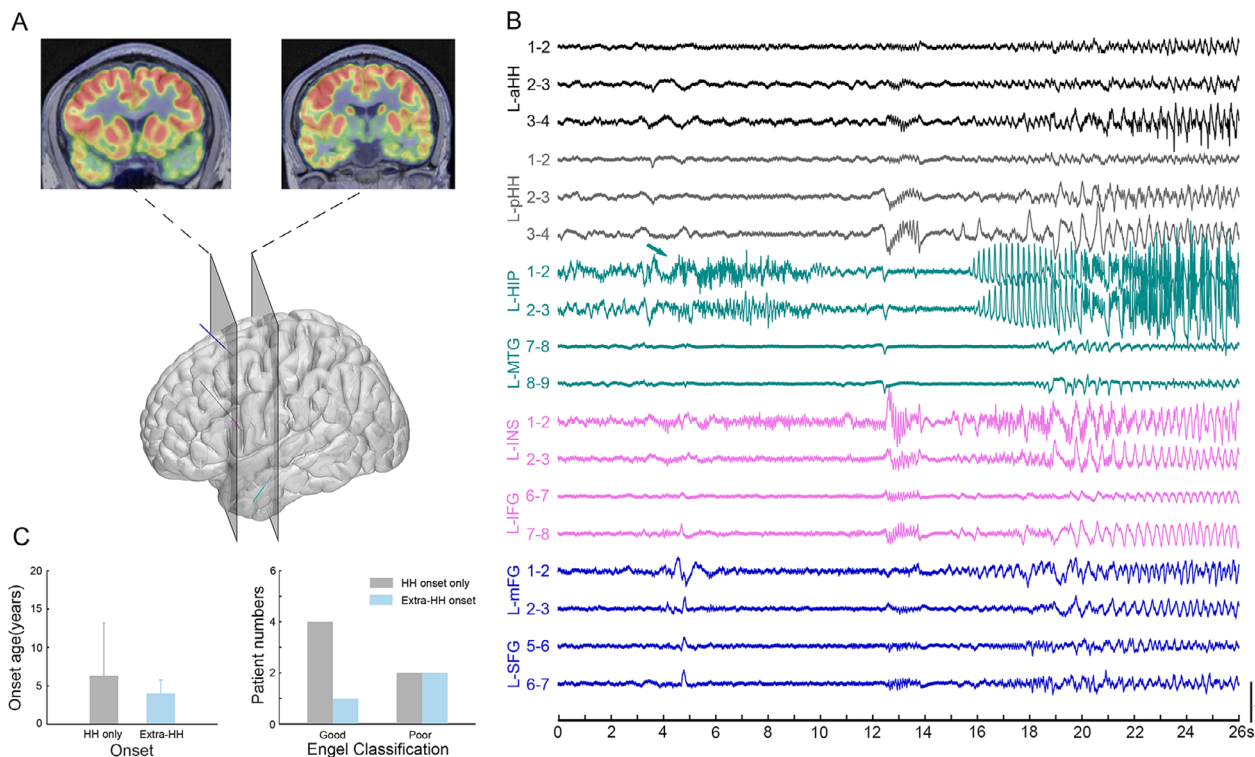 A
B
L-aHH
1-2
2-3
3-4
L-pHH
1-2
2-3
3-4
L-HIP
1-2
2-3
L-MTG
7-8
8-9
L-INS
1-2
2-3
L-IFG
6-7
7-8
L-mFG
1-2
2-3
L-SFG
5-6
6-7
0 2 4 6 8 10 12 14 16 18 20 22 24 26s
C
Onset age(years)
20
15
10
5
0
HH only Extra-HH
Onset
Patient numbers
6
4
2
0
HH onset only
Extra-HH onset
Good Poor
Engel Classification